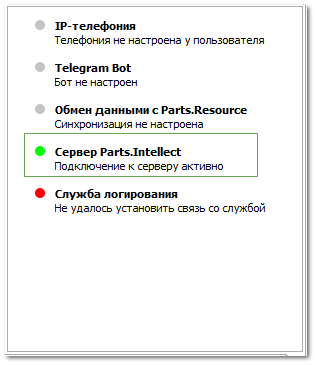 IP-телефония
Телефония не настроена у пользователя
Telegram Bot
Бот не настроен
Обмен данными с Parts.Resource
Синхронизация не настроена
Сервер Parts.Intellect
Подключение к серверу активно
Служба логирования
Не удалось установить связь со службой